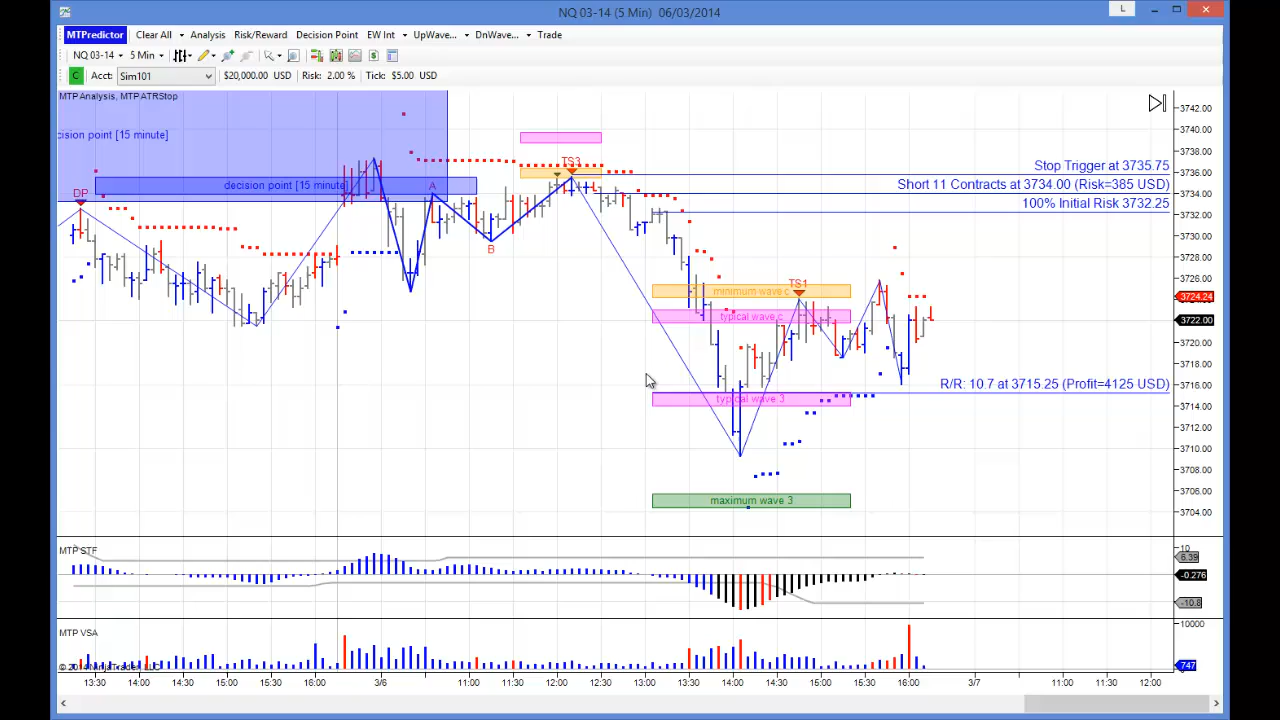 NQ 03-14 (5 Min) 06/03/2014
L
MTPredictor Clear All Analysis Risk/Reward Decision Point EW Int UpWave... DnWave... Trade
NQ 03-14 5 Min
C Acct: Sim101 $20,000.00 USD Risk: 2.00 % Tick: $5.00 USD
MTP Analysis, MTP ATRStop
cision point [15 minute]
decision point [15 minute]
DP
A
B
TS3
TS1
Stop Trigger at 3735.75
Short 11 Contracts at 3734.00 (Risk=385 USD)
100% Initial Risk 3732.25
minimum wave c
typical wave c
R/R: 10.7 at 3715.25 (Profit=4125 USD)
typical wave 3
maximum wave 3
3742.00
3740.00
3738.00
3736.00
3734.00
3732.00
3730.00
3728.00
3726.00
3724.24
3722.00
3720.00
3718.00
3716.00
3714.00
3712.00
3710.00
3708.00
3706.00
3704.00
MTP STF
10
8.39
-0.276
-10.8
MTP VSA
10000
747
13:30 14:00 14:30 15:00 15:30 16:00 3/6 11:00 11:30 12:00 12:30 13:00 13:30 14:00 14:30 15:00 15:30 16:00 3/7 11:00 11:30 12:00